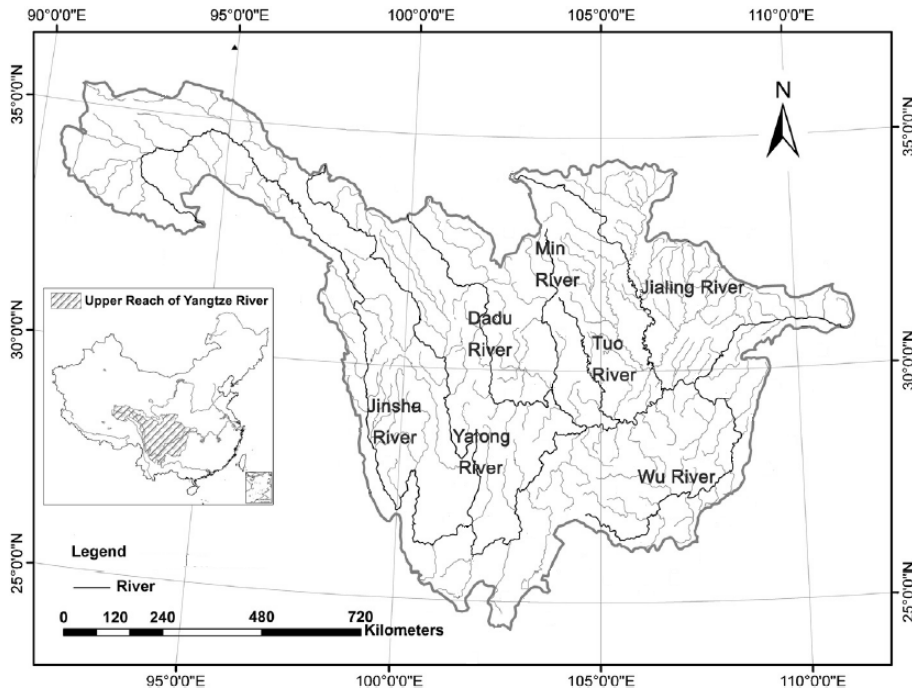 90°0'0"E 95°0'0"E 100°0'0"E 105°0'0"E 110°0'0"E
35°0'0"N
35°0'0"N
N
Min
River
Jialing River
Upper Reach of Yangtze River
Dadu
River
30°0'0"N
Tuo
River
30°0'0"N
Jinsha
River
Yalong
River
Wu River
Legend
River
25°0'0"N
25°0'0"N
0 120 240 480 720
Kilometers
95°0'0"E 100°0'0"E 105°0'0"E 110°0'0"E